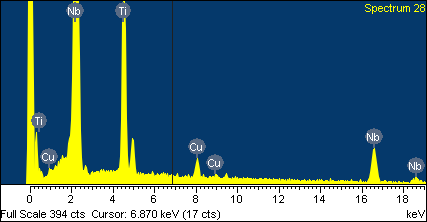 Spectrum 28
Nb Ti
Ti
Cu Cu Cu Nb Nb
0 2 4 6 8 10 12 14 16 18
Full Scale 394 cts Cursor: 6.870 keV (17 cts) keV